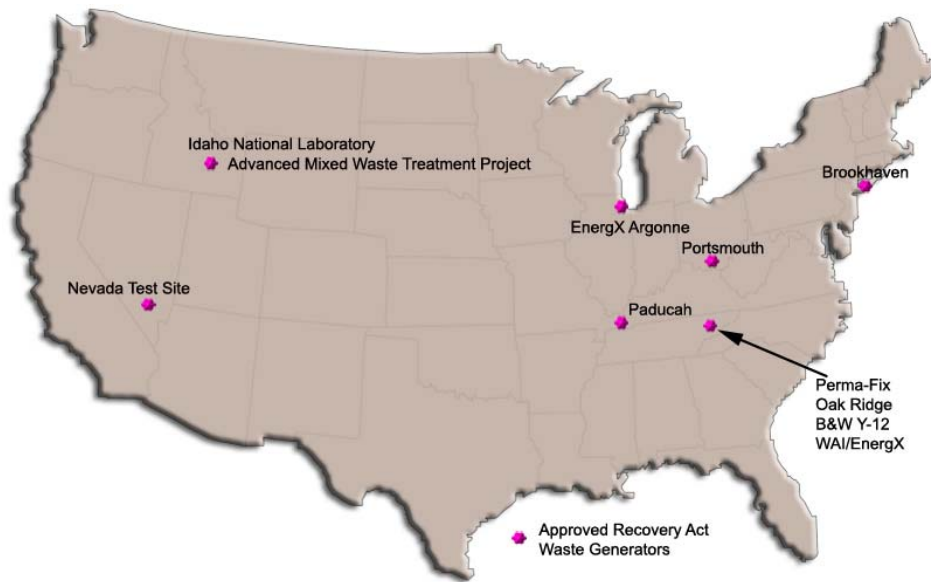 Idaho National Laboratory
Advanced Mixed Waste Treatment Project
Brookhaven
EnergX Argonne
Portsmouth
Nevada Test Site
Paducah
Perma-Fix
Oak Ridge
B&W Y-12
WAI/EnergX
Approved Recovery Act
Waste Generators